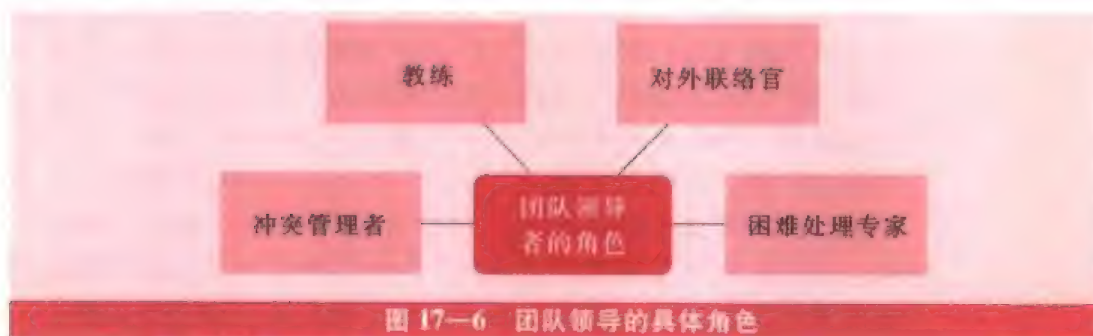 教练
对外联络官
冲突管理者
团队领导
者的角色
困难处理专家
图 17—6 团队领导的具体角色